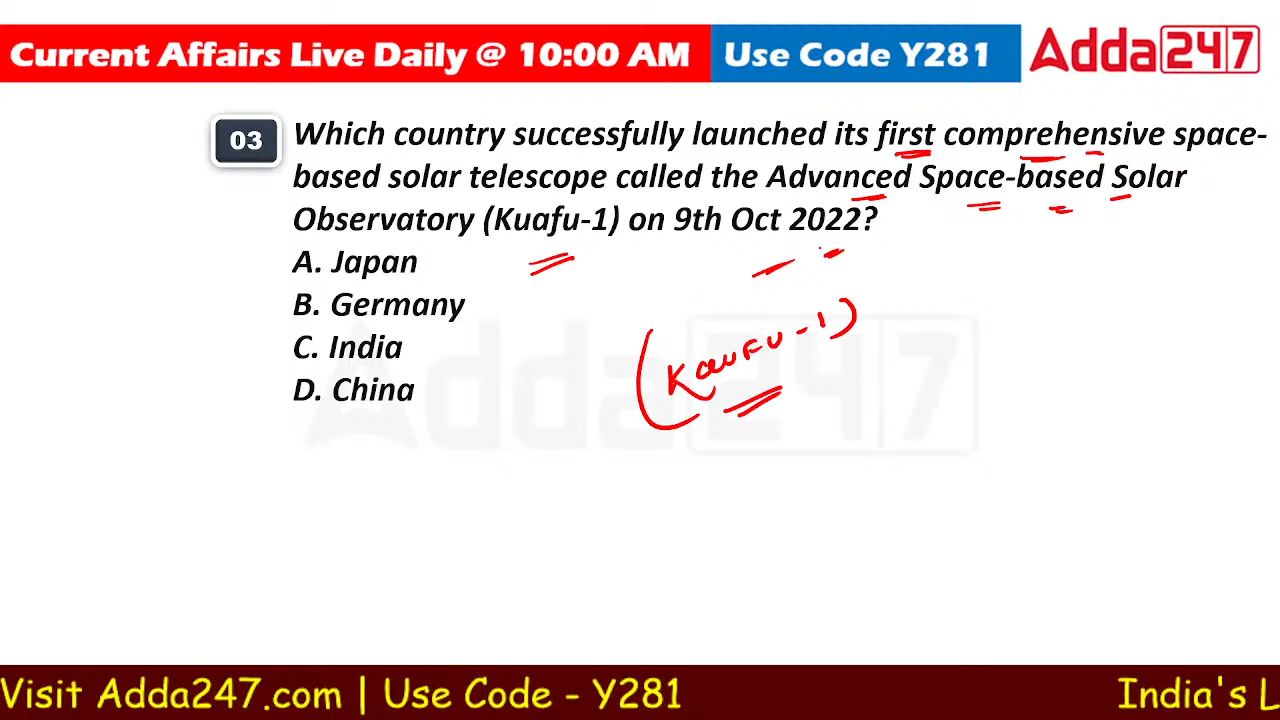 Current Affairs Live Daily @ 10:00 AM
Use Code Y281
Adda247
03
Which country successfully launched its first comprehensive space-
based solar telescope called the Advanced Space-based Solar
Observatory (Kuafu-1) on 9th Oct 2022?
A. Japan
B. Germany
C. India
D. China
(Kaufu-1)
Adda247
Visit Adda247.com | Use Code - Y281
India's L